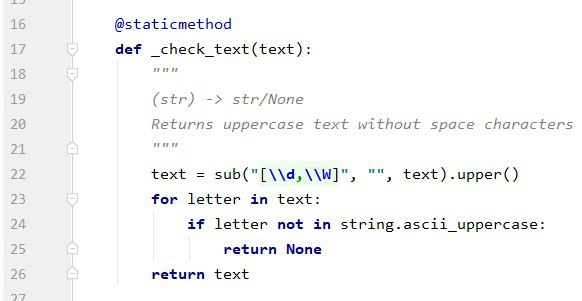 16 @staticmethod
17 def _check_text(text):
18 """
19 (str) -> str/None
20 Returns uppercase text without space characters
21 """
22 text = sub("[\\d,\\W]", "", text).upper()
23 for letter in text:
24 if letter not in string.ascii_uppercase:
25 return None
26 return text
27